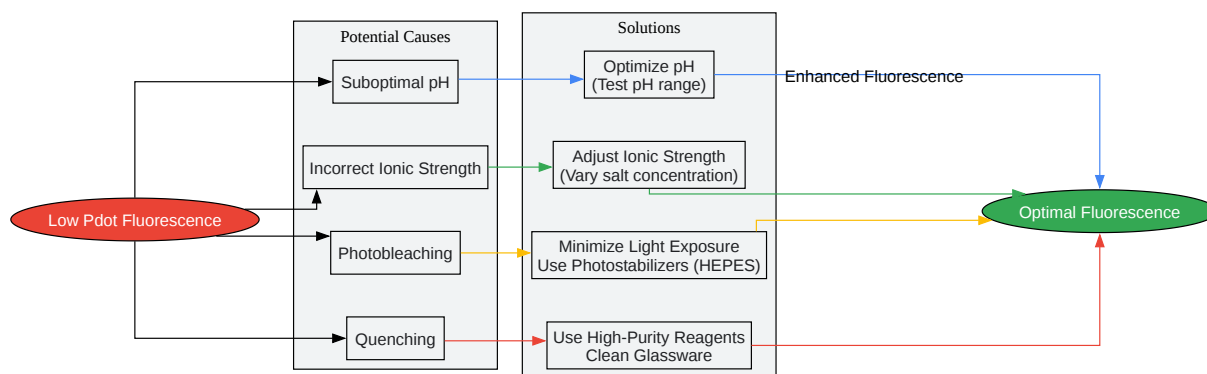 Potential Causes
Solutions
Suboptimal pH
Optimize pH
(Test pH range)
Enhanced Fluorescence
Incorrect Ionic Strength
Adjust Ionic Strength
(Vary salt concentration)
Low Pdot Fluorescence
Optimal Fluorescence
Photobleaching
Minimize Light Exposure
Use Photostabilizers (HEPES)
Quenching
Use High-Purity Reagents
Clean Glassware